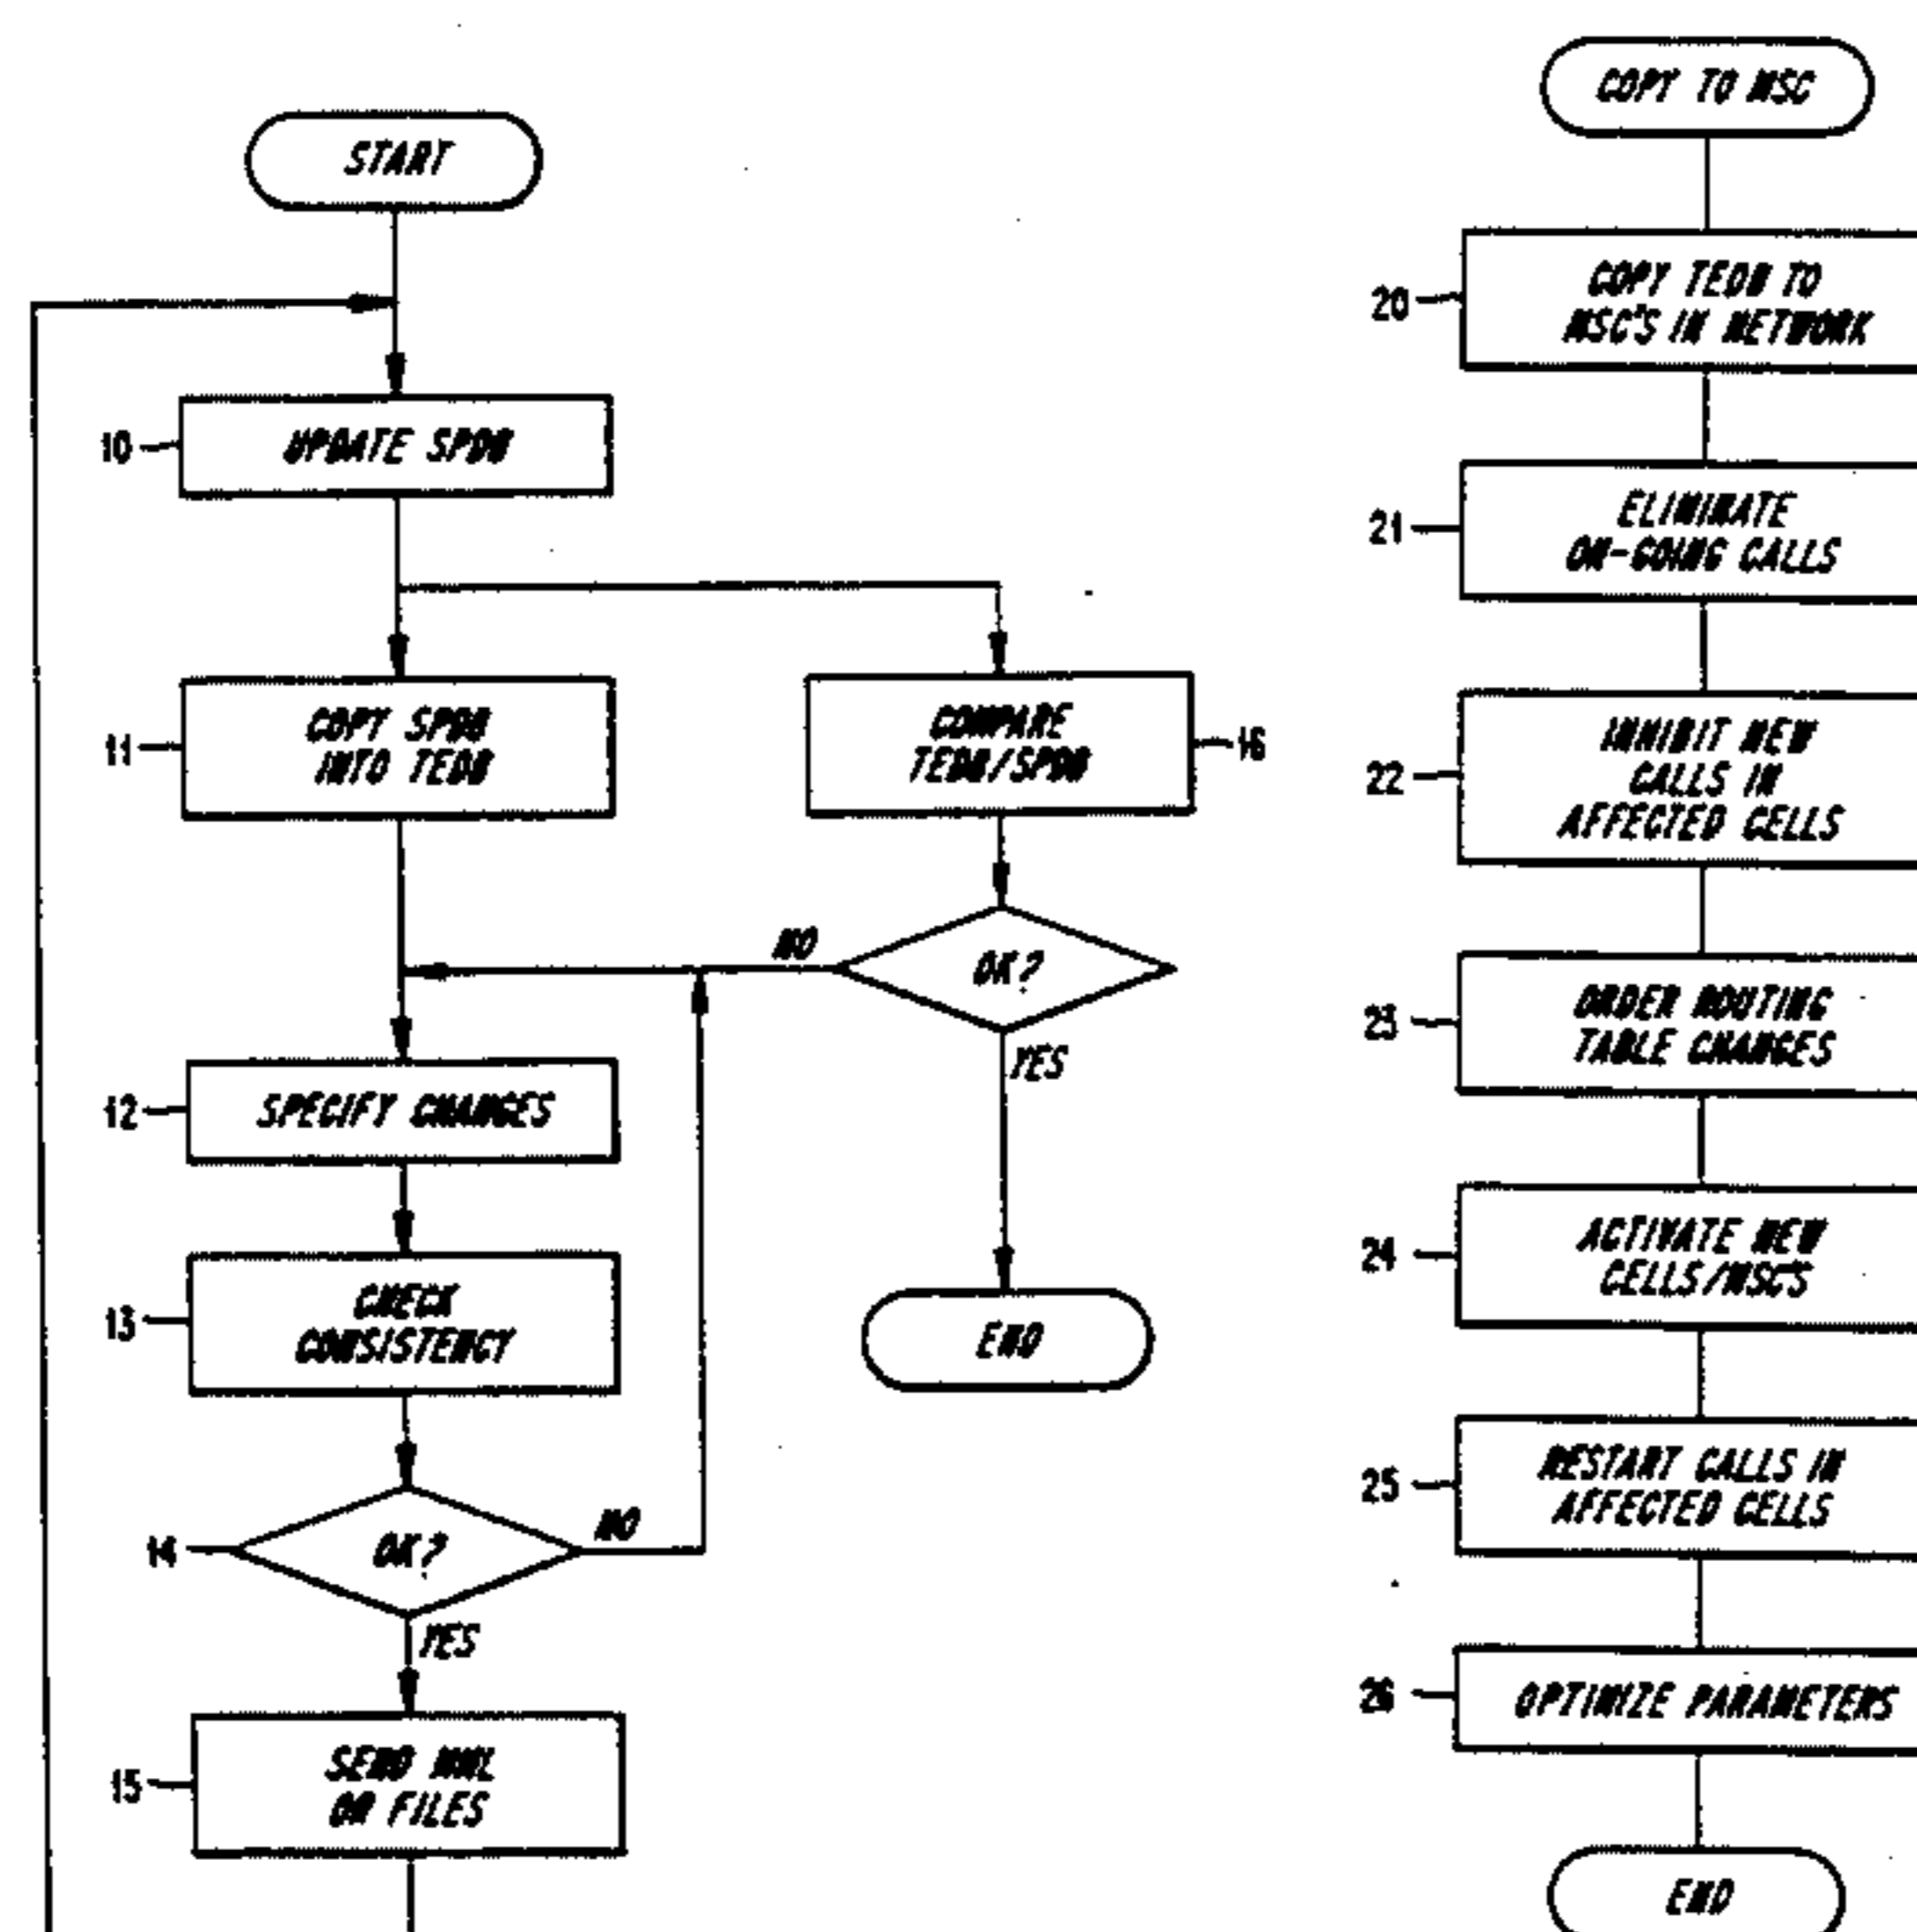 START
10
UPDATE SPDB
11
COPY SPDB
INTO TEDB
COMPARE
TEDB/SPDB
16
NO
OK?
YES
12
SPECIFY CHANGES
13
CHECK
CONSISTENCY
END
14
OK?
NO
YES
15
SEND MML
OR FILES
COPY TO MSC
20
COPY TEDB TO
MSC'S IN NETWORK
21
ELIMINATE
ON-GOING CALLS
22
INHIBIT NEW
CALLS IN
AFFECTED CELLS
23
ORDER ROUTING
TABLE CHANGES
24
ACTIVATE NEW
CELLS/MSC'S
25
RESTART CALLS IN
AFFECTED CELLS
26
OPTIMIZE PARAMETERS
END